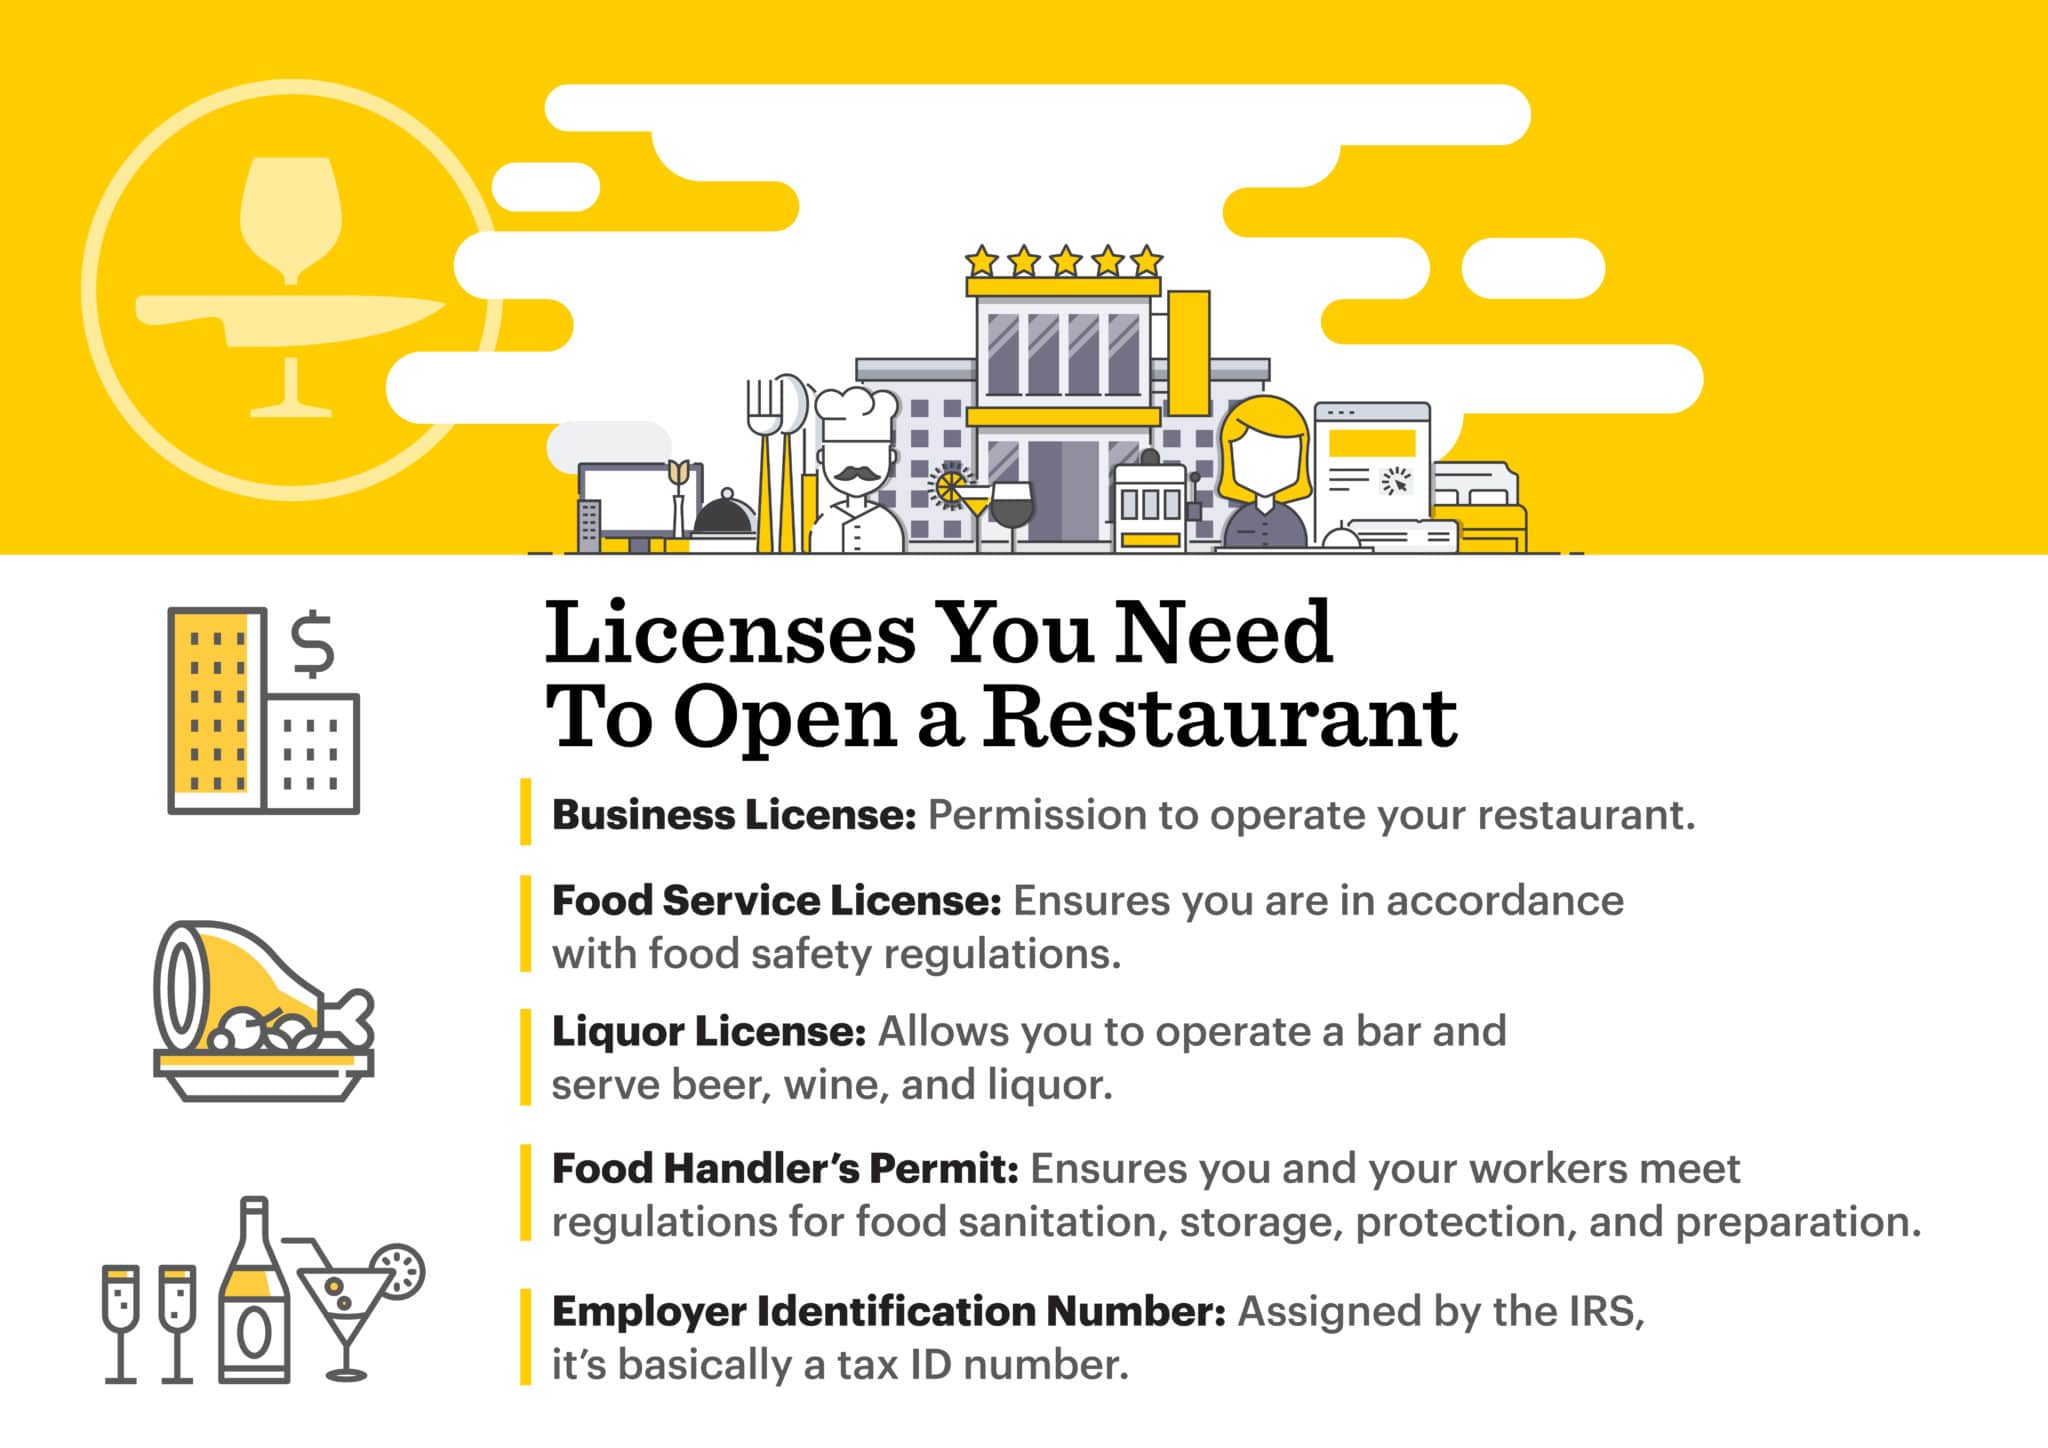 Licenses You Need
To Open a Restaurant
Business License: Permission to operate your restaurant.
Food Service License: Ensures you are in accordance
with food safety regulations.
Liquor License: Allows you to operate a bar and
serve beer, wine, and liquor.
Food Handler’s Permit: Ensures you and your workers meet
regulations for food sanitation, storage, protection, and preparation.
Employer Identification Number: Assigned by the IRS,
it’s basically a tax ID number.